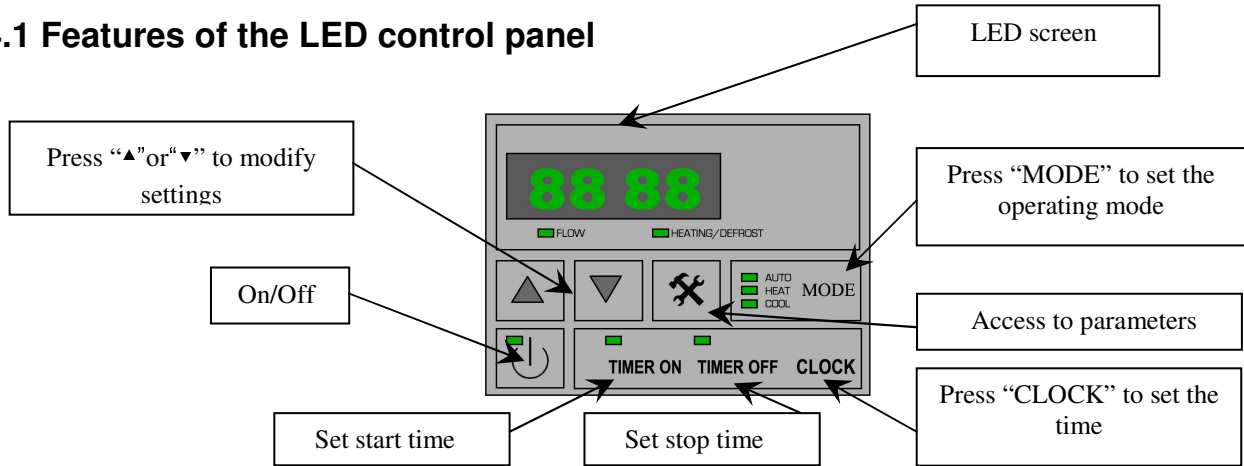 .1 Features of the LED control panel
LED screen
Press “▲”or“▼” to modify
settings
Press “MODE” to set the
operating mode
88 88
FLOW
HEATING/DEFROST
On/Off
AUTO
HEAT
COOL
MODE
Access to parameters
TIMER ON
TIMER OFF
CLOCK
Press “CLOCK” to set the
time
Set start time
Set stop time